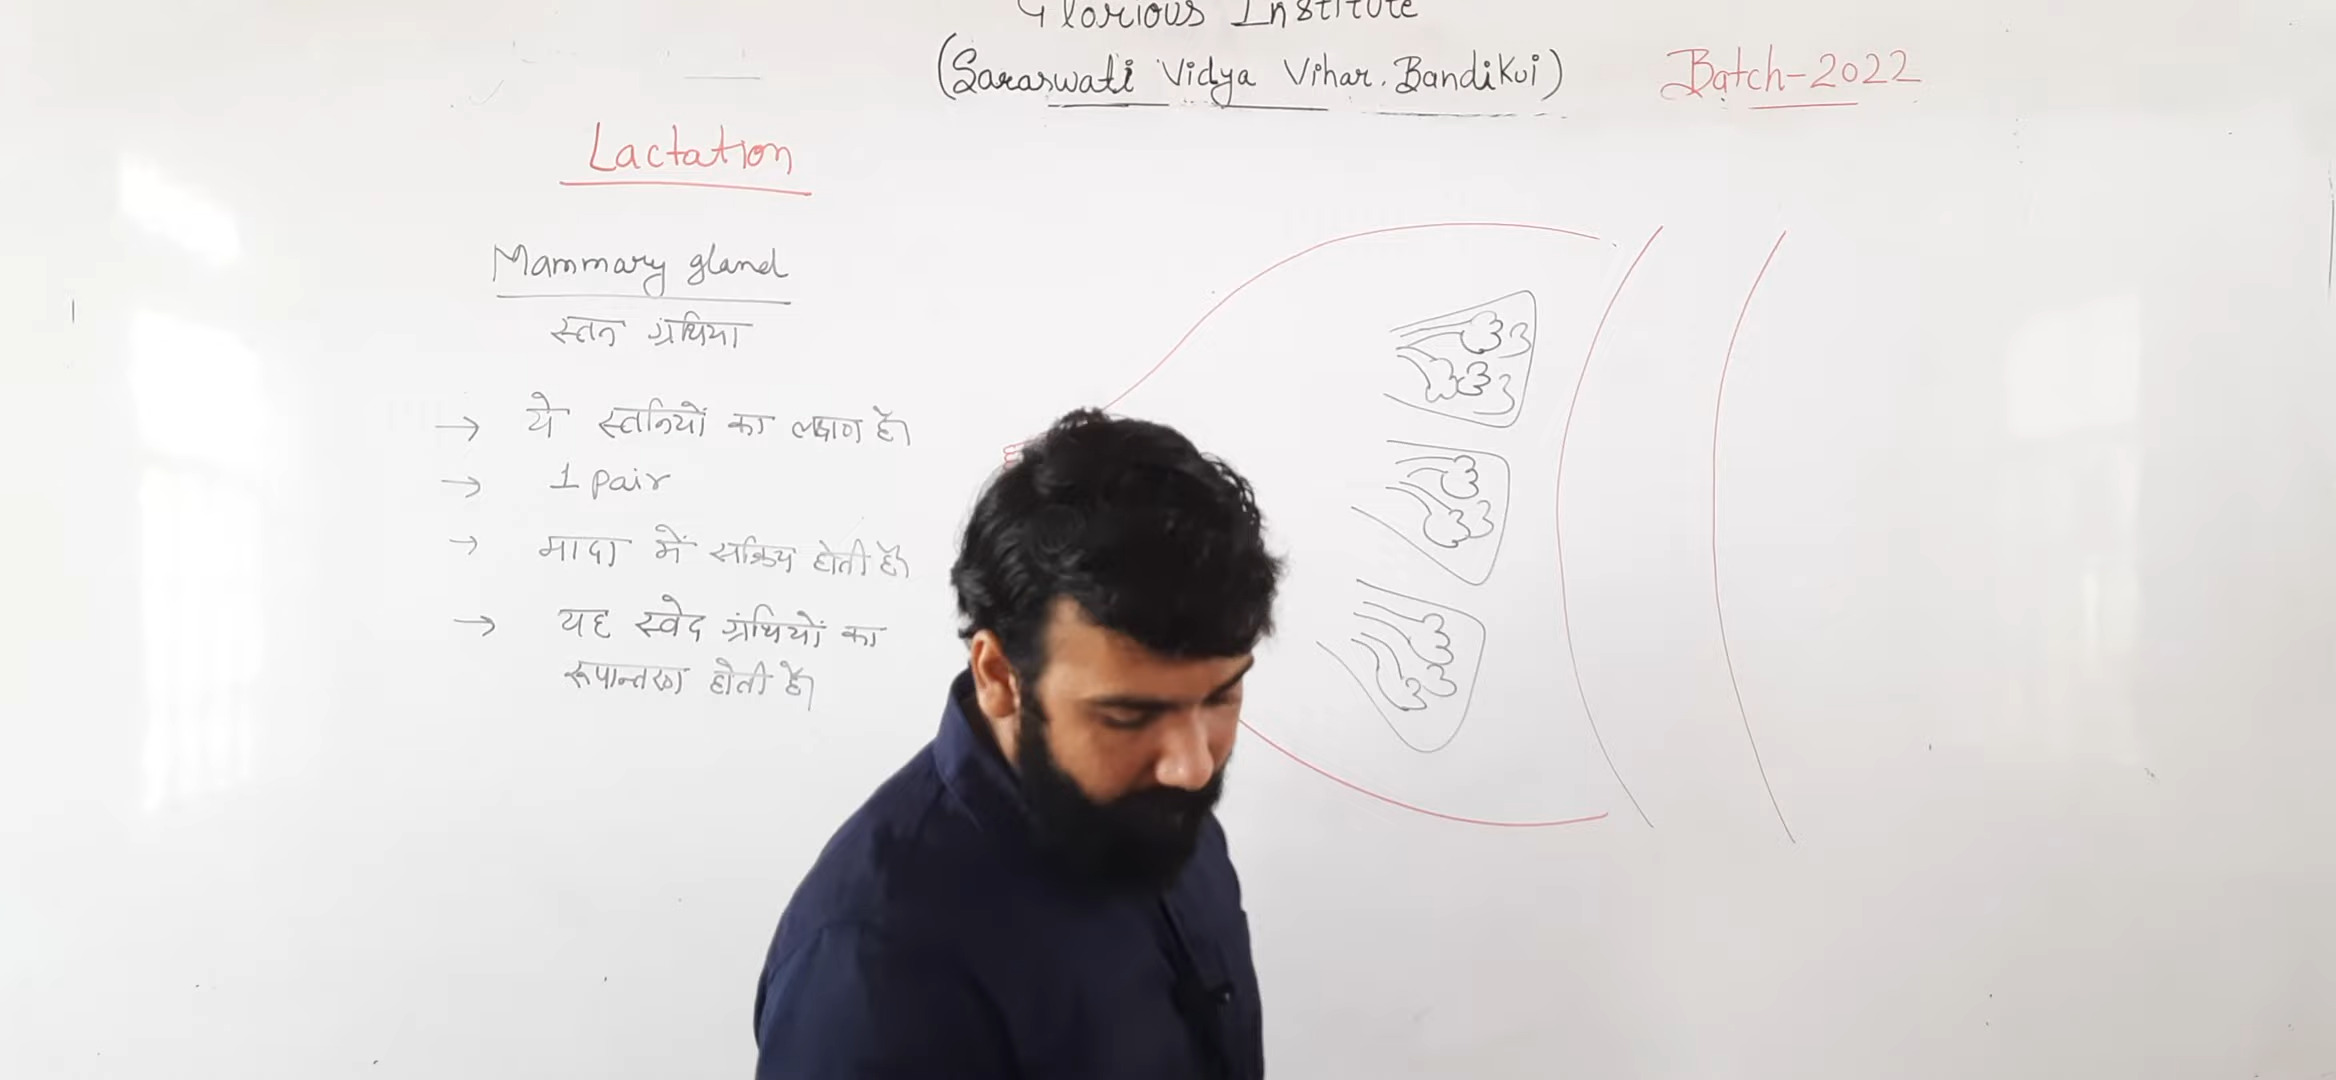 Glorious Institute
(Saraswati Vidya Vihar, Bandikui)
Batch-2022
Lactation
Mammary gland
स्तन ग्रंथिया
→ ये स्तनियों का लक्षण है।
→ 1 pair
→ मादा में सक्रिय होती है।
→ यह स्वेद ग्रंथियों का
रूपान्तरण होती है।